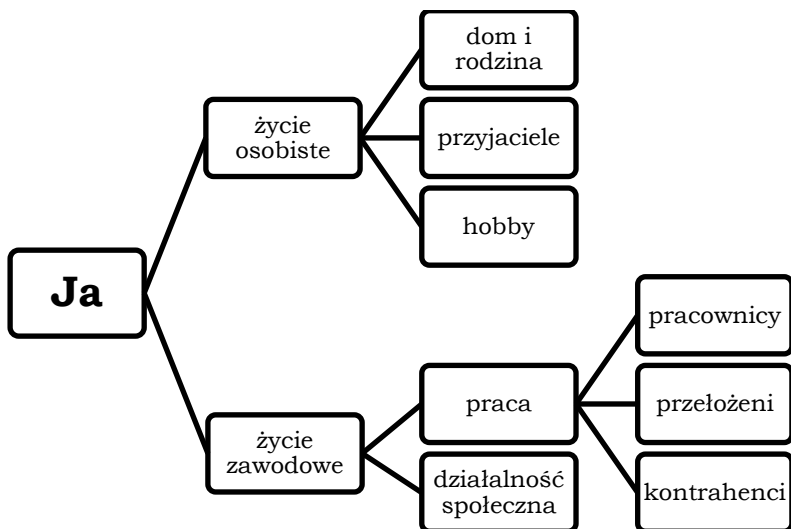 Ja
życie
osobiste
dom i
rodzina
przyjaciele
hobby
życie
zawodowe
praca
pracownicy
przełożeni
kontrahenci
działalność
społeczna